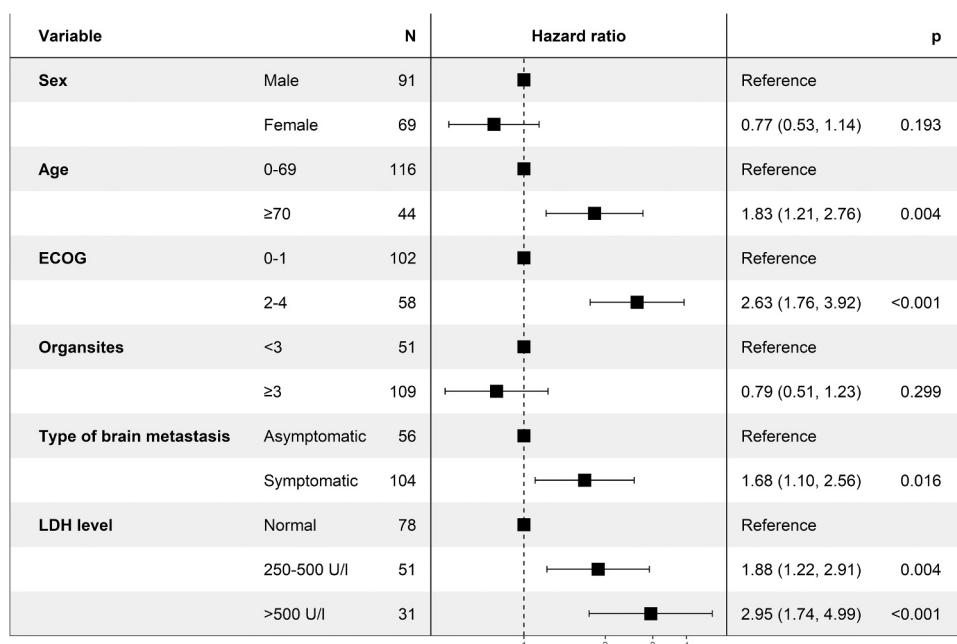 Variable N Hazard ratio p
Sex Male 91 Reference
Female 69 0.77 (0.53, 1.14) 0.193
Age 0-69 116 Reference
≥70 44 1.83 (1.21, 2.76) 0.004
ECOG 0-1 102 Reference
2-4 58 2.63 (1.76, 3.92) <0.001
Organsites <3 51 Reference
≥3 109 0.79 (0.51, 1.23) 0.299
Type of brain metastasis Asymptomatic 56 Reference
Symptomatic 104 1.68 (1.10, 2.56) 0.016
LDH level Normal 78 Reference
250-500 U/l 51 1.88 (1.22, 2.91) 0.004
>500 U/l 31 2.95 (1.74, 4.99) <0.001